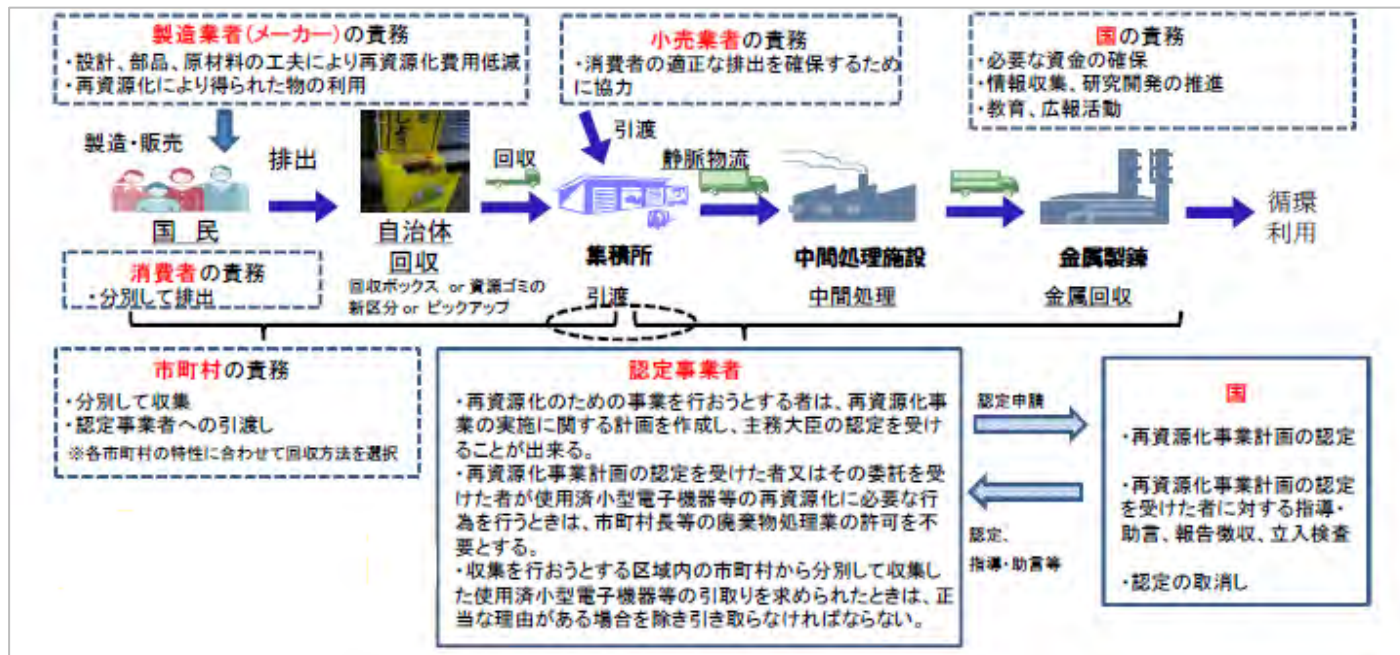 製造業者(メーカー)の責務
・設計、部品、原材料の工夫により再資源化費用低減
・再資源化により得られた物の利用
小売業者の責務
・消費者の適正な排出を確保するため
に協力
国の責務
・必要な資金の確保
・情報収集、研究開発の推進
・教育、広報活動
製造・販売
排出
回収
引渡
静脈物流
国 民
自治体
回収
回収ボックス or 資源ゴミの
新区分 or ピックアップ
集積所
引渡
中間処理施設
中間処理
金属製錬
金属回収
循環
利用
消費者の責務
・分別して排出
市町村の責務
・分別して収集
・認定事業者への引渡し
※各市町村の特性に合わせて回収方法を選択
認定事業者
・再資源化のための事業を行おうとする者は、再資源化事
業の実施に関する計画を作成し、主務大臣の認定を受け
ることが出来る。
・再資源化事業計画の認定を受けた者又はその委託を受
けた者が使用済小型電子機器等の再資源化に必要な行
為を行うときは、市町村長等の廃棄物処理業の許可を不
要とする。
・収集を行おうとする区域内の市町村から分別して収集し
た使用済小型電子機器等の引取りを求められたときは、正
当な理由がある場合を除き引き取らなければならない。
認定申請
認定、
指導・助言等
国
・再資源化事業計画の認定
・再資源化事業計画の認定
を受けた者に対する指導・
助言、報告徴収、立入検査
・認定の取消し